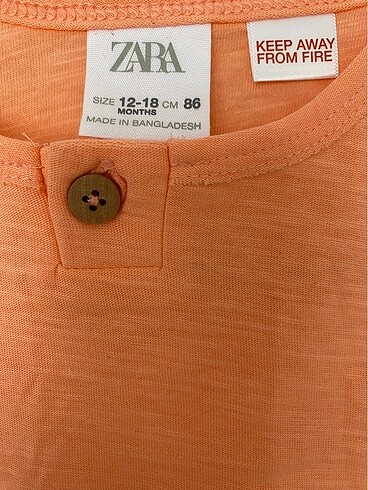 ZARA
SIZE 12-18 CM 86
MONTHS
MADE IN BANGLADESH
KEEP AWAY
FROM FIRE